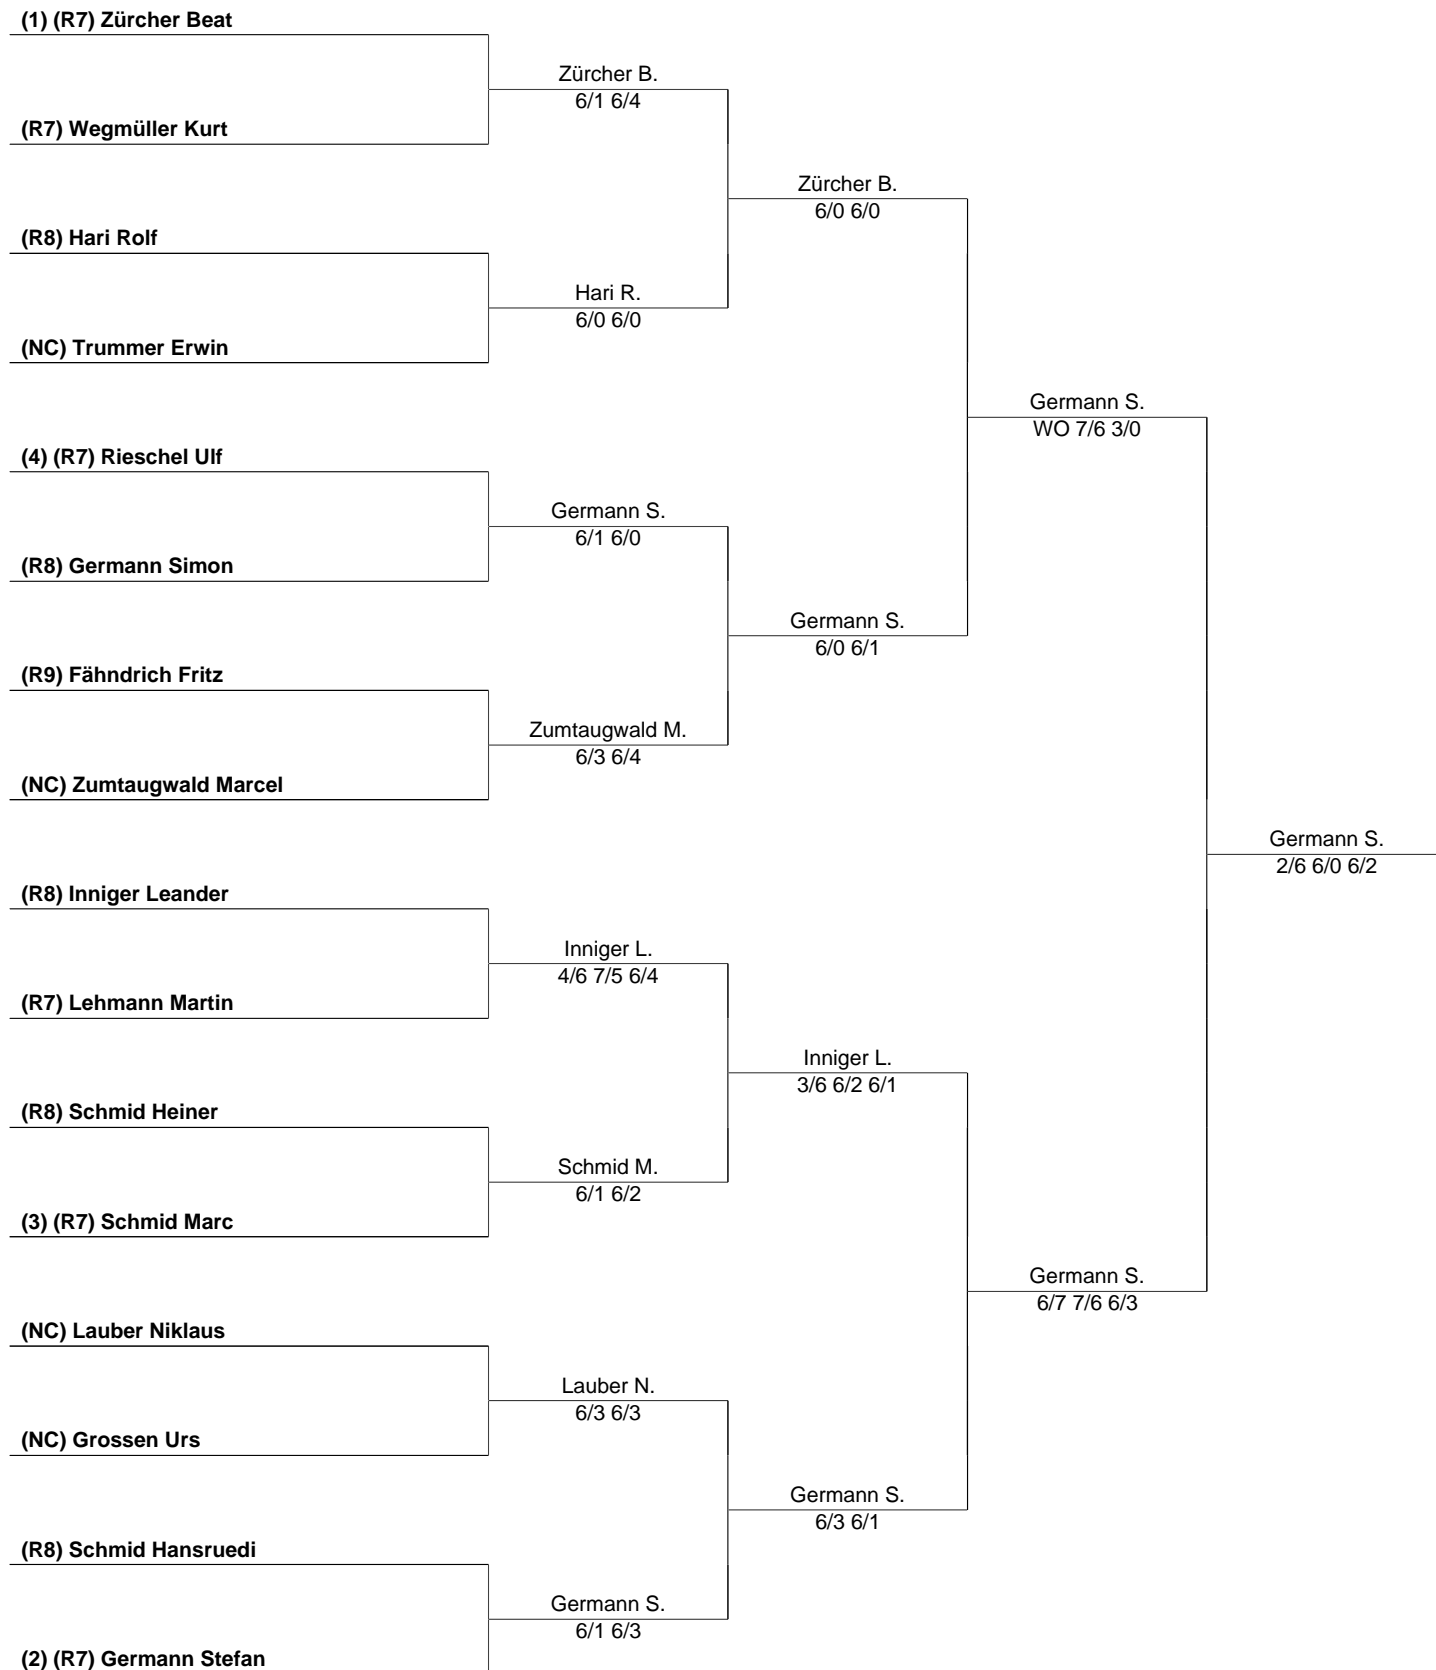 (1) (R7) Zürcher Beat
Zürcher B.
6/1 6/4
(R7) Wegmüller Kurt
Zürcher B.
6/0 6/0
(R8) Hari Rolf
Hari R.
6/0 6/0
(NC) Trummer Erwin
Germann S.
WO 7/6 3/0
(4) (R7) Rieschel Ulf
Germann S.
6/1 6/0
(R8) Germann Simon
Germann S.
6/0 6/1
(R9) Fähndrich Fritz
Zumtaugwald M.
6/3 6/4
(NC) Zumtaugwald Marcel
Germann S.
2/6 6/0 6/2
(R8) Inniger Leander
Inniger L.
4/6 7/5 6/4
(R7) Lehmann Martin
Inniger L.
3/6 6/2 6/1
(R8) Schmid Heiner
Schmid M.
6/1 6/2
(3) (R7) Schmid Marc
Germann S.
6/7 7/6 6/3
(NC) Lauber Niklaus
Lauber N.
6/3 6/3
(NC) Grossen Urs
Germann S.
6/3 6/1
(R8) Schmid Hansruedi
Germann S.
6/1 6/3
(2) (R7) Germann Stefan